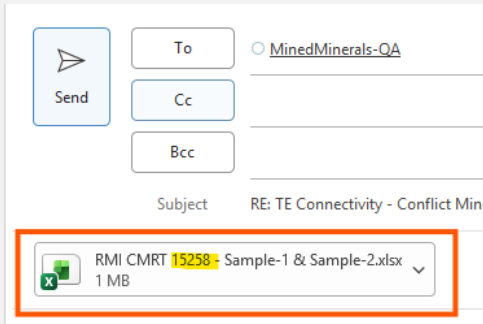 To
MinedMinerals-QA
Send
Cc
Bcc
Subject
RE: TE Connectivity - Conflict Min
RMI CMRT 15258 - Sample-1 & Sample-2.xlsx
1 MB